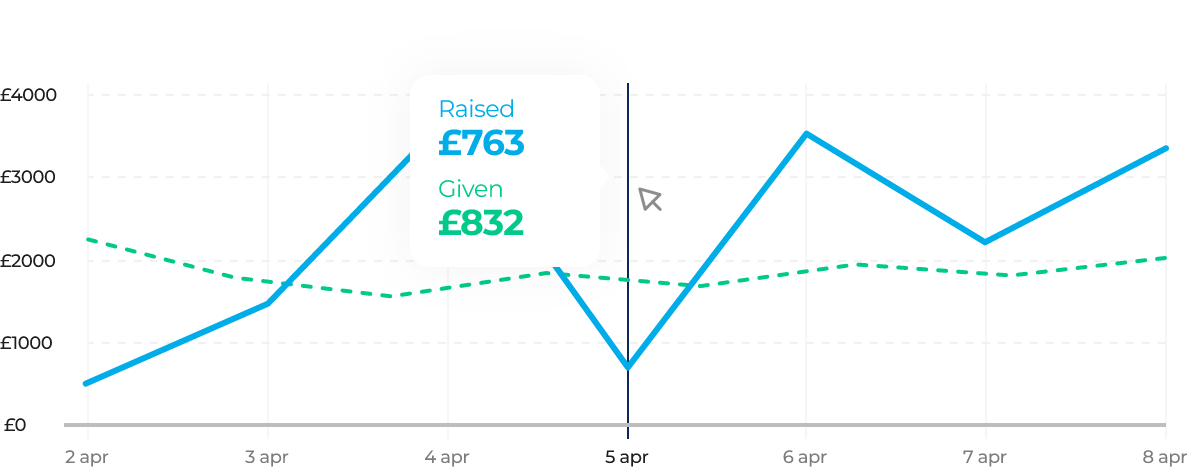 £4000
£3000
£2000
£1000
£0
Raised
£763
Given
£832
2 apr
3 apr
4 apr
5 apr
6 apr
7 apr
8 apr